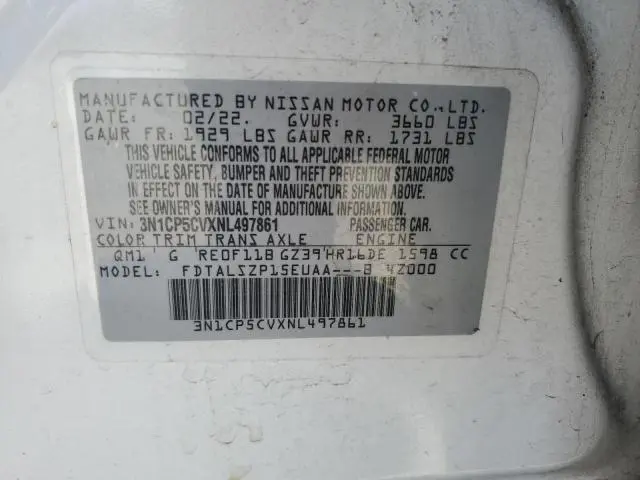 MANUFACTURED BY NISSAN MOTOR CO.,LTD.
DATE: 02/22. GVWR: 3660 LBS
GAWR FR: 1929 LBS GAWR RR: 1731 LBS
THIS VEHICLE CONFORMS TO ALL APPLICABLE FEDERAL MOTOR
VEHICLE SAFETY, BUMPER AND THEFT PREVENTION STANDARDS
IN EFFECT ON THE DATE OF MANUFACTURE SHOWN ABOVE.
SEE OWNER'S MANUAL FOR ADDITIONAL INFORMATION.
VIN: 3N1CP5CVXNL497861 PASSENGER CAR.
COLOR TRIM TRANS AXLE ENGINE
QM1 G RE0F11B GZ39 HR16DE 1598 CC
MODEL: FDTALSZP15EUAA---B 4Z000
3N1CP5CVXNL497861